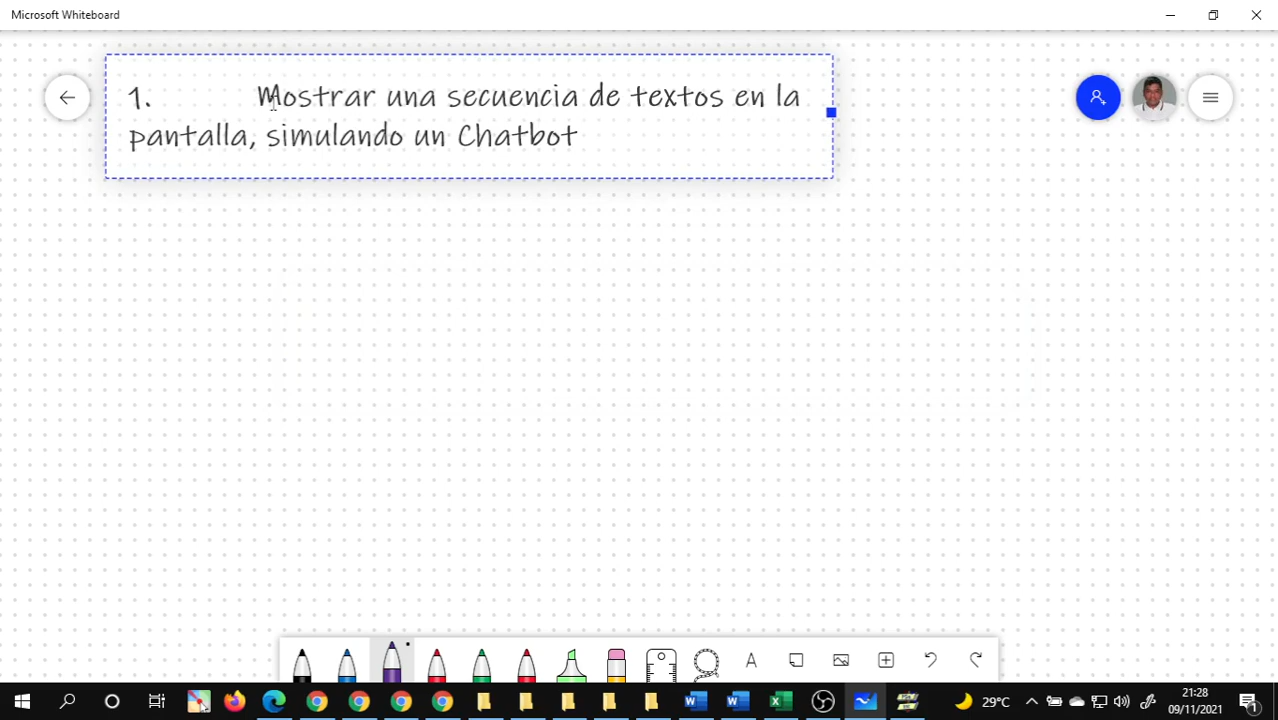 Microsoft Whiteboard
1. Mostrar una secuencia de textos en la
pantalla, simulando un Chatbot
29°C
21:28
09/11/2021
1